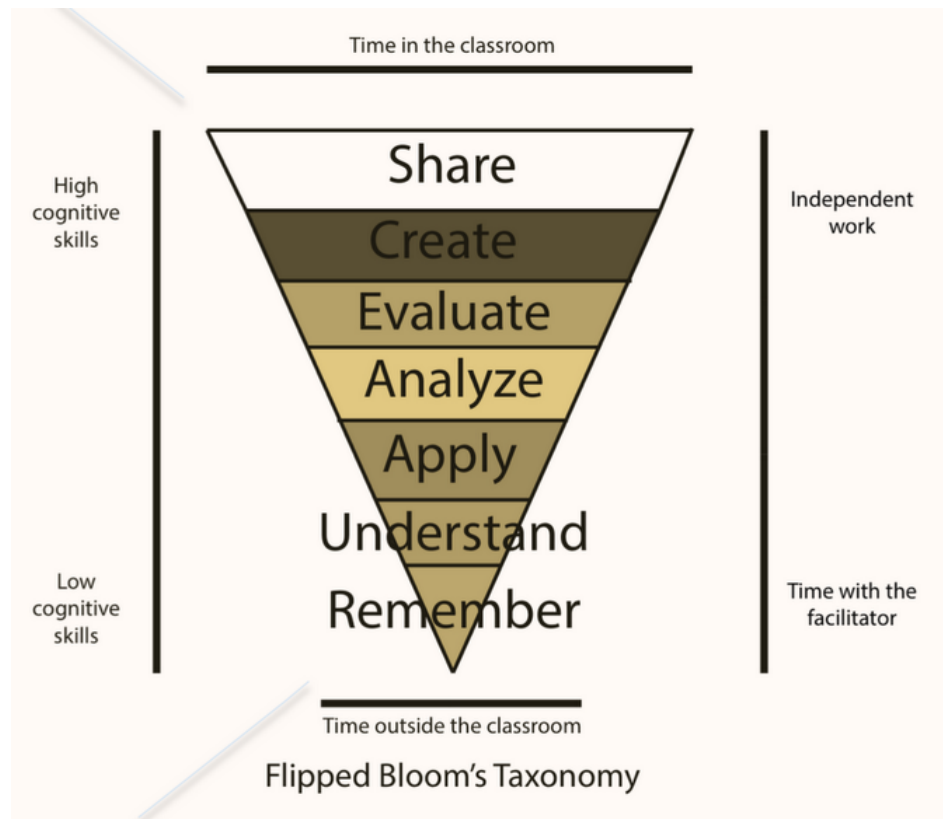 Time in the classroom
Share
High
cognitive
skills
Independent
work
Create
Evaluate
Analyze
Apply
Understand
Low
cognitive
skills
Remember
Time with the
facilitator
Time outside the classroom
Flipped Bloom's Taxonomy